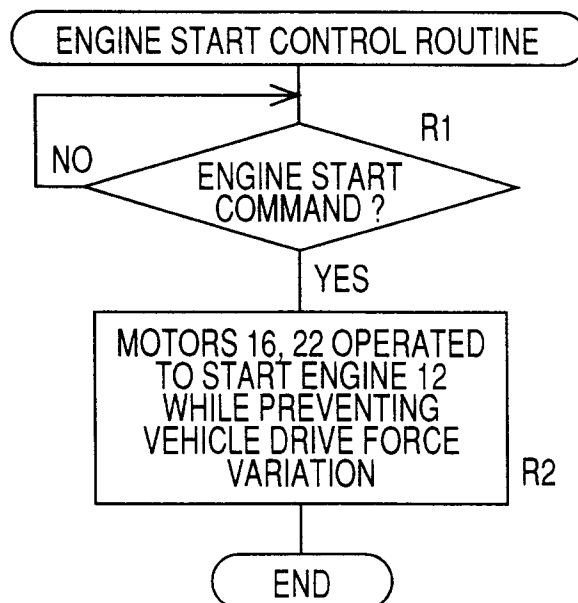 ENGINE START CONTROL ROUTINE
R1
NO
ENGINE START
COMMAND ?
YES
MOTORS 16, 22 OPERATED
TO START ENGINE 12
WHILE PREVENTING
VEHICLE DRIVE FORCE
VARIATION
R2
END